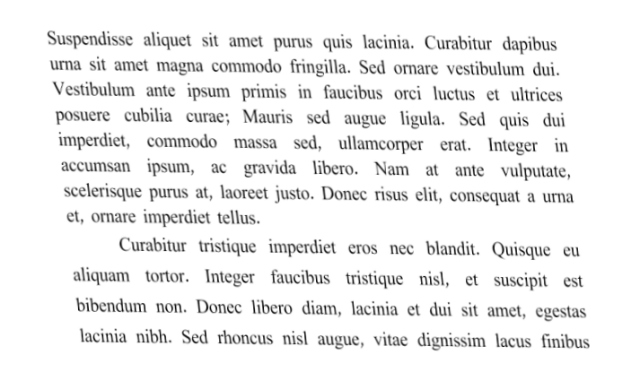 Suspendisse aliquet sit amet purus quis lacinia. Curabitur dapibus
urna sit amet magna commodo fringilla. Sed ornare vestibulum dui.
Vestibulum ante ipsum primis in faucibus orci luctus et ultrices
posuere cubilia curae; Mauris sed augue ligula. Sed quis dui
imperdiet, commodo massa sed, ullamcorper erat. Integer in
accumsan ipsum, ac gravida libero. Nam at ante vulputate,
scelerisque purus at, laoreet justo. Donec risus elit, consequat a urna
et, ornare imperdiet tellus.
Curabitur tristique imperdiet eros nec blandit. Quisque eu
aliquam tortor. Integer faucibus tristique nisl, et suscipit est
bibendum non. Donec libero diam, lacinia et dui sit amet, egestas
lacinia nibh. Sed rhoncus nisl augue, vitae dignissim lacus finibus